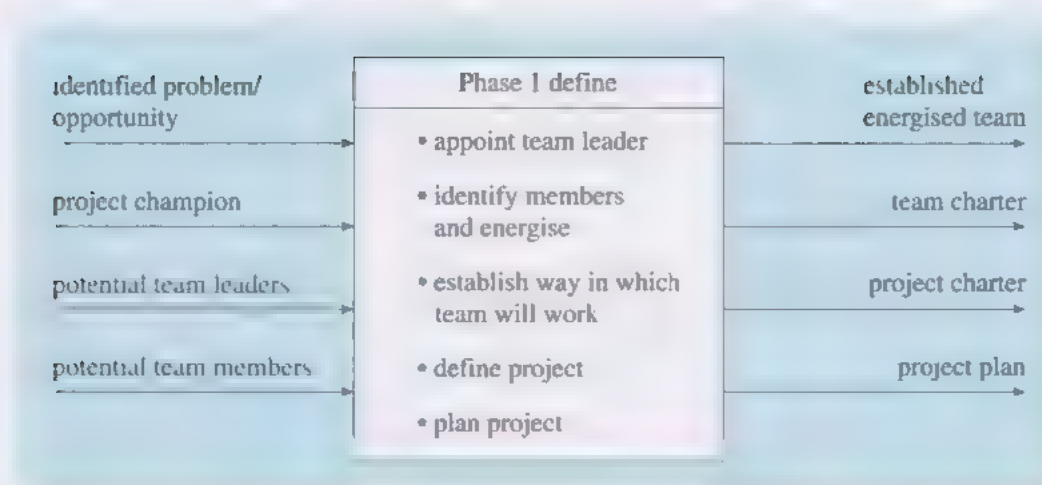 identified problem/
opportunity
project champion
potential team leaders
potential team members
Phase 1 define
• appoint team leader
• identify members
and energise
• establish way in which
team will work
• define project
• plan project
established
energised team
team charter
project charter
project plan